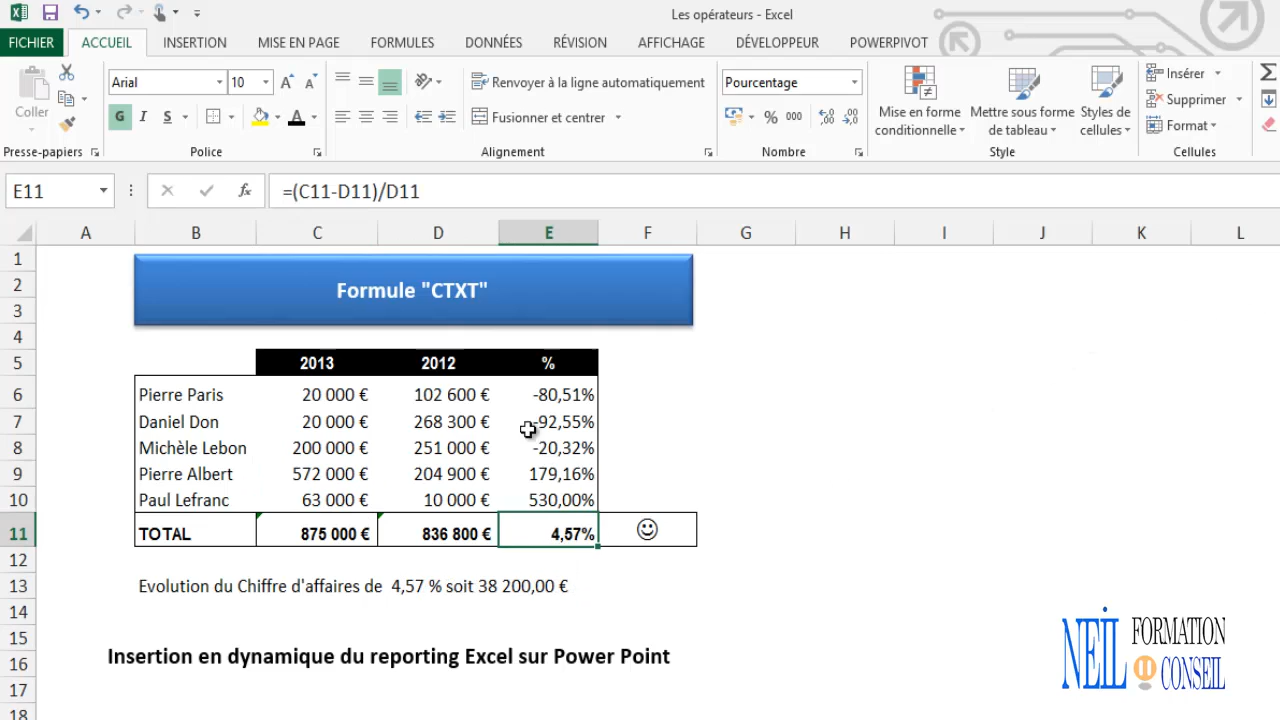 Les opérateurs - Excel
FICHIER ACCUEIL INSERTION MISE EN PAGE FORMULES DONNÉES RÉVISION AFFICHAGE DÉVELOPPEUR POWERPIVOT
Coller
Presse-papiers
Arial 10
G I S A
Police
Renvoyer à la ligne automatiquement
Fusionner et centrer
Alignement
Pourcentage
% 000
Nombre
Mise en forme conditionnelle
Mettre sous forme de tableau
Styles de cellules
Style
Insérer
Supprimer
Format
Cellules
E11 fx =(C11-D11)/D11
A B C D E F G H I J K L
1
2 Formule "CTXT"
3
4
5 2013 2012 %
6 Pierre Paris 20 000 € 102 600 € -80,51%
7 Daniel Don 20 000 € 268 300 € -92,55%
8 Michèle Lebon 200 000 € 251 000 € -20,32%
9 Pierre Albert 572 000 € 204 900 € 179,16%
10 Paul Lefranc 63 000 € 10 000 € 530,00%
11 TOTAL 875 000 € 836 800 € 4,57%
12
13 Evolution du Chiffre d'affaires de 4,57 % soit 38 200,00 €
14
15
16 Insertion en dynamique du reporting Excel sur Power Point
17
18
NEIL FORMATION CONSEIL